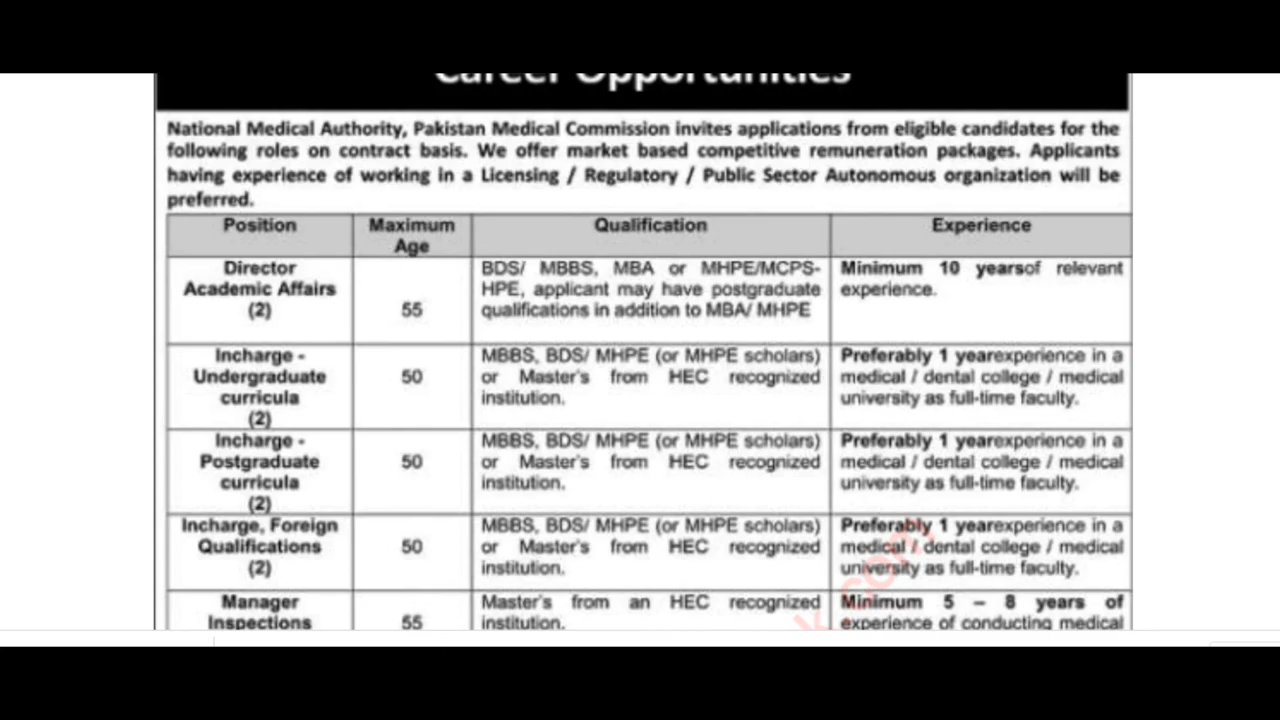 Career Opportunities
National Medical Authority, Pakistan Medical Commission invites applications from eligible candidates for the
following roles on contract basis. We offer market based competitive remuneration packages. Applicants
having experience of working in a Licensing / Regulatory / Public Sector Autonomous organization will be
preferred.
Position
Maximum
Age
Qualification
Experience
Director
Academic Affairs
(2)
55
BDS/ MBBS, MBA or MHPE/MCPS-
HPE, applicant may have postgraduate
qualifications in addition to MBA/ MHPE
Minimum 10 yearsof relevant
experience.
Incharge -
Undergraduate
curricula
(2)
50
MBBS, BDS/ MHPE (or MHPE scholars)
or Master's from HEC recognized
institution.
Preferably 1 yearexperience in a
medical / dental college / medical
university as full-time faculty.
Incharge -
Postgraduate
curricula
(2)
50
MBBS, BDS/ MHPE (or MHPE scholars)
or Master's from HEC recognized
institution.
Preferably 1 yearexperience in a
medical / dental college / medical
university as full-time faculty.
Incharge, Foreign
Qualifications
(2)
50
MBBS, BDS/ MHPE (or MHPE scholars)
or Master's from HEC recognized
institution.
Preferably 1 yearexperience in a
medical / dental college / medical
university as full-time faculty.
Manager
Inspections
55
Master's from an HEC recognized
institution.
Minimum 5 – 8 years of
experience of conducting medical
k.com